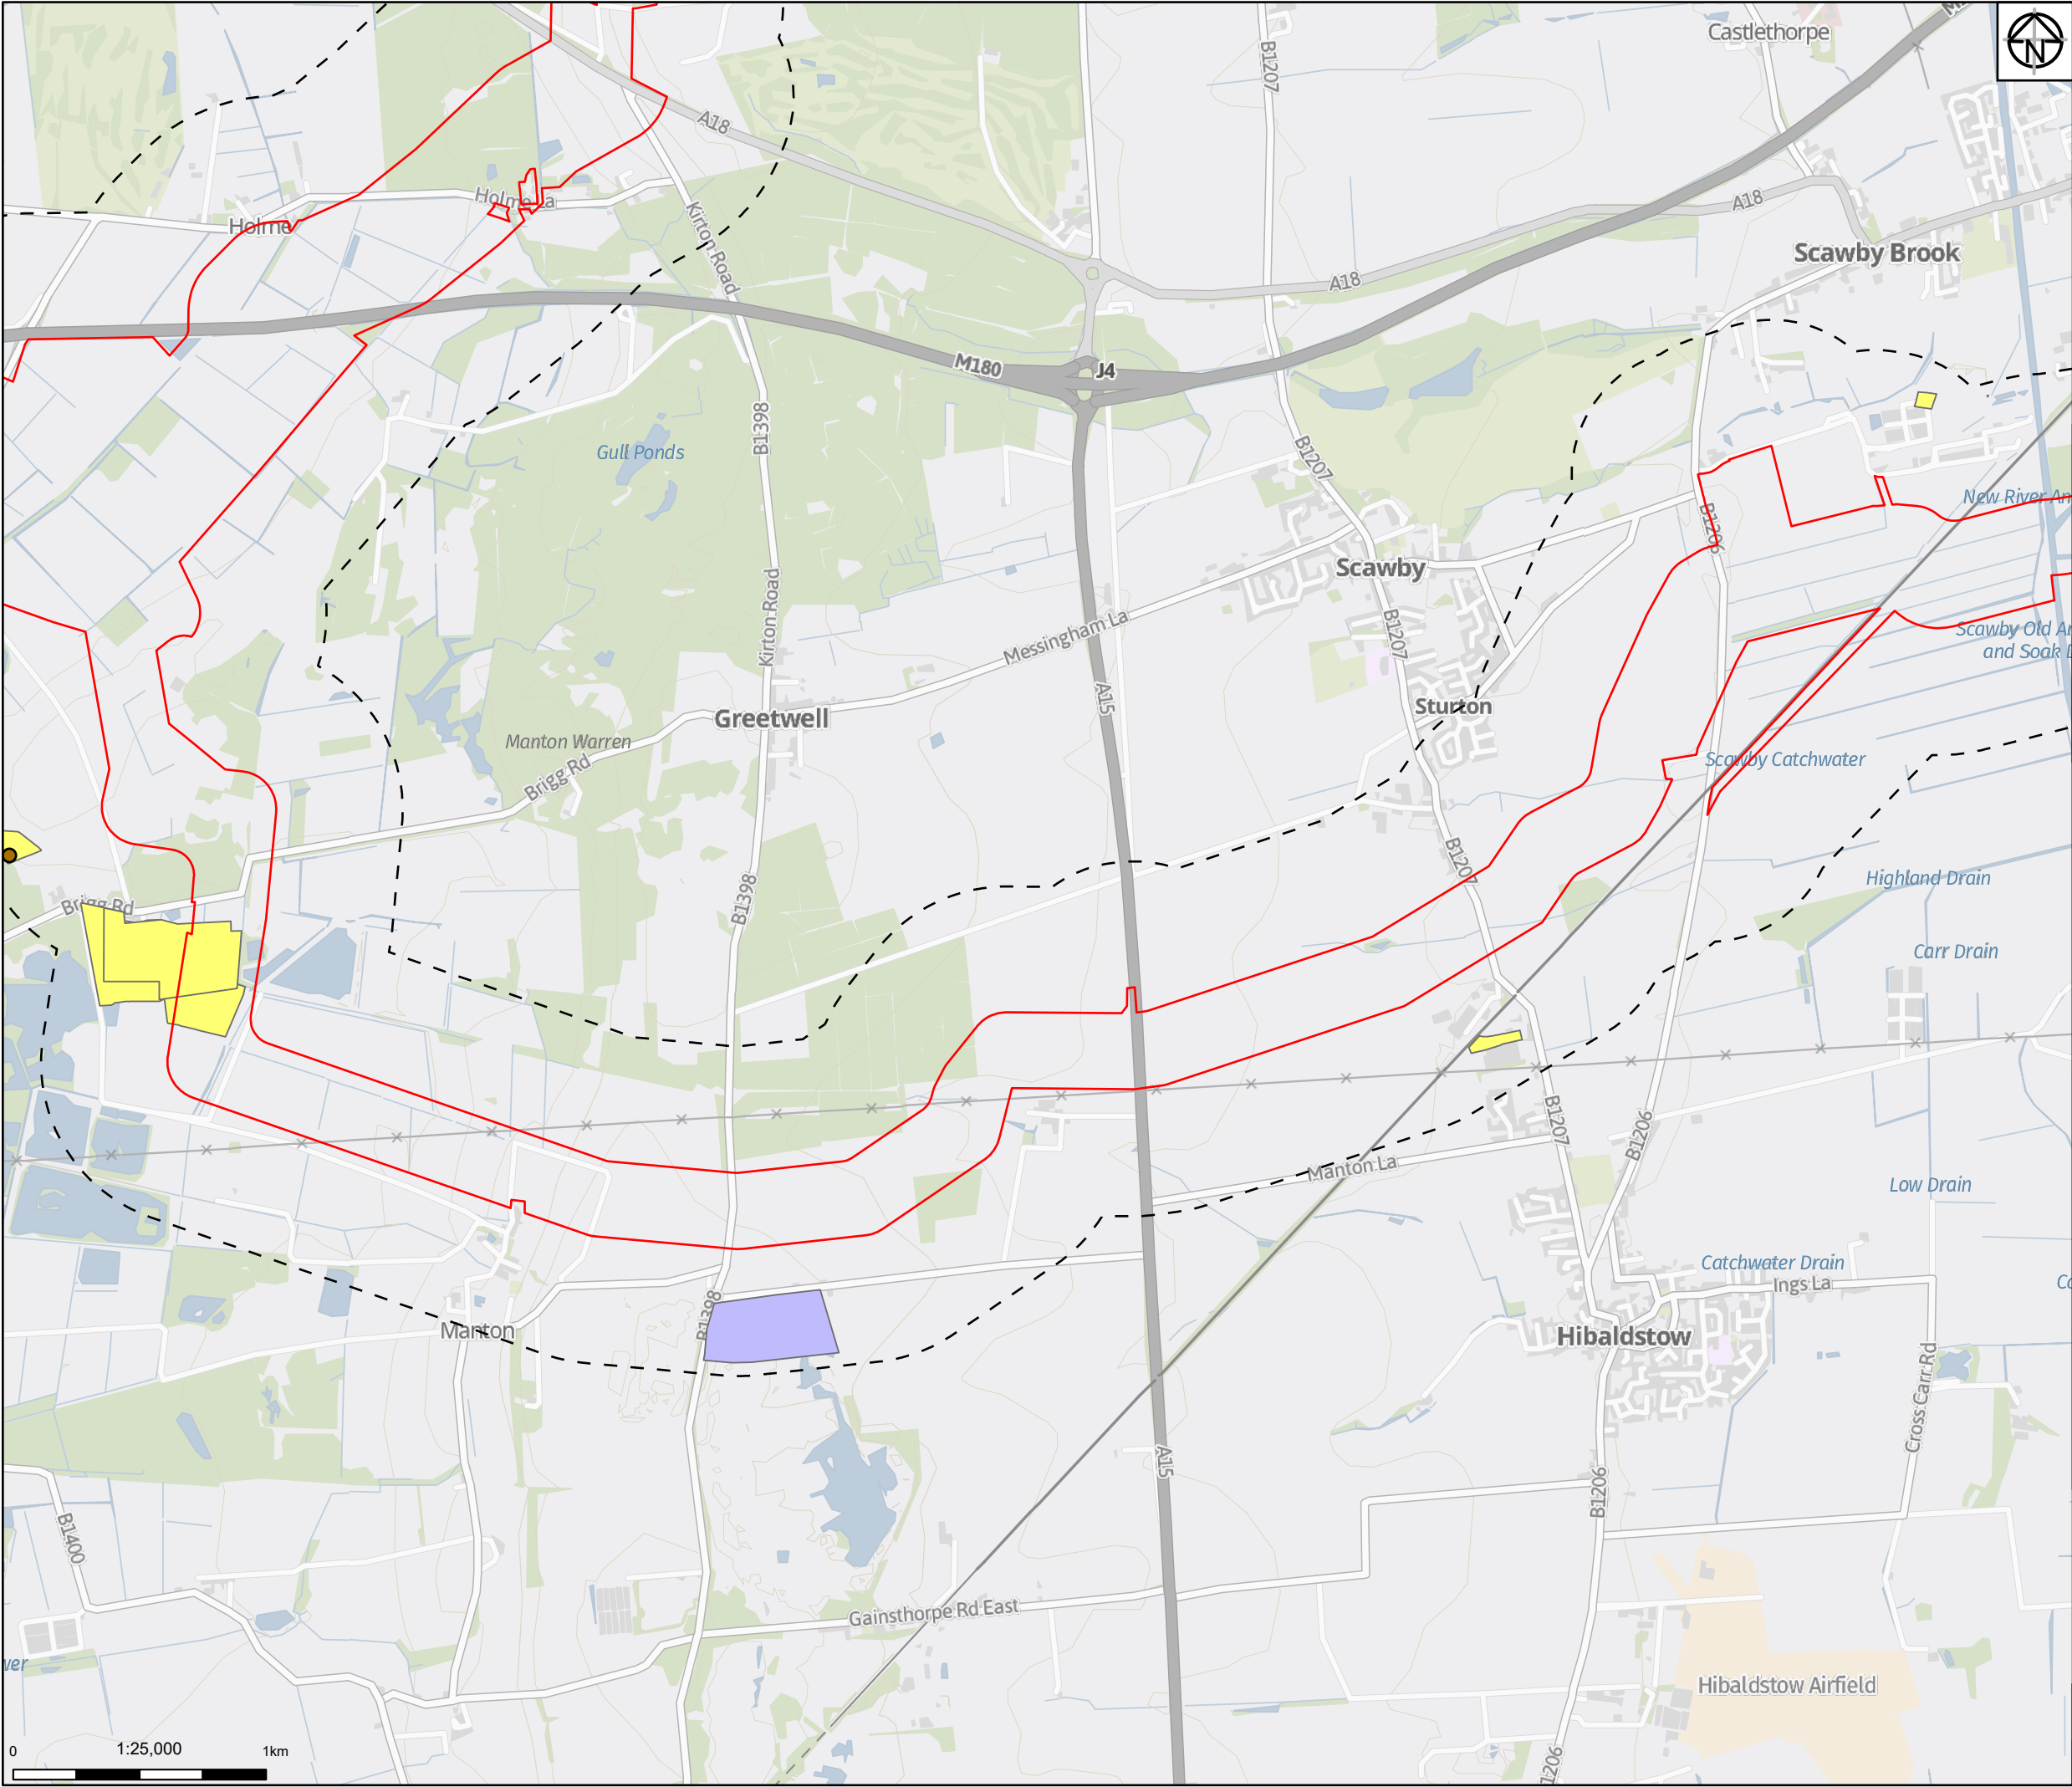 Castlethorpe
N
B1207
A18
Holme La
A18
Holme
Kirton Road
Scawby Brook
A18
M180
J4
B1398
Gull Ponds
B1207
New River An
B1206
Scawby
Kirton Road
Messingham La
B1207
Scawby Old An
and Soak D
A15
Sturton
Greetwell
Manton Warren
Brigg Rd
Scawby Catchwater
B1207
Highland Drain
B1398
Brigg Rd
Carr Drain
B1207
B1206
Manton La
Low Drain
Catchwater Drain
Ings La
B1398
Manton
Hibaldstow
Cross Carr Rd
A15
B1206
B1400
Gainsthorpe Rd East
ver
Hibaldstow Airfield
1206
0
1:25,000
1km